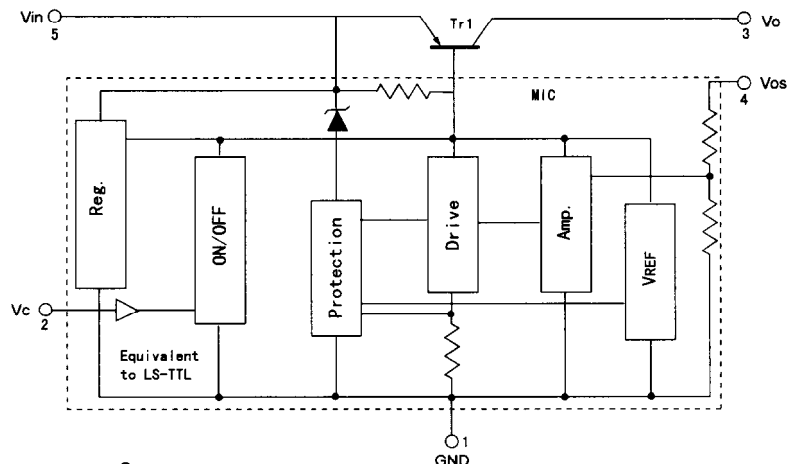 Vin
5
Tr1
3
Vo
MIC
Vos
4
Reg.
ON/OFF
Protection
Drive
Amp.
VREF
Vc
2
Equivalent
to LS-TTL
1
GND